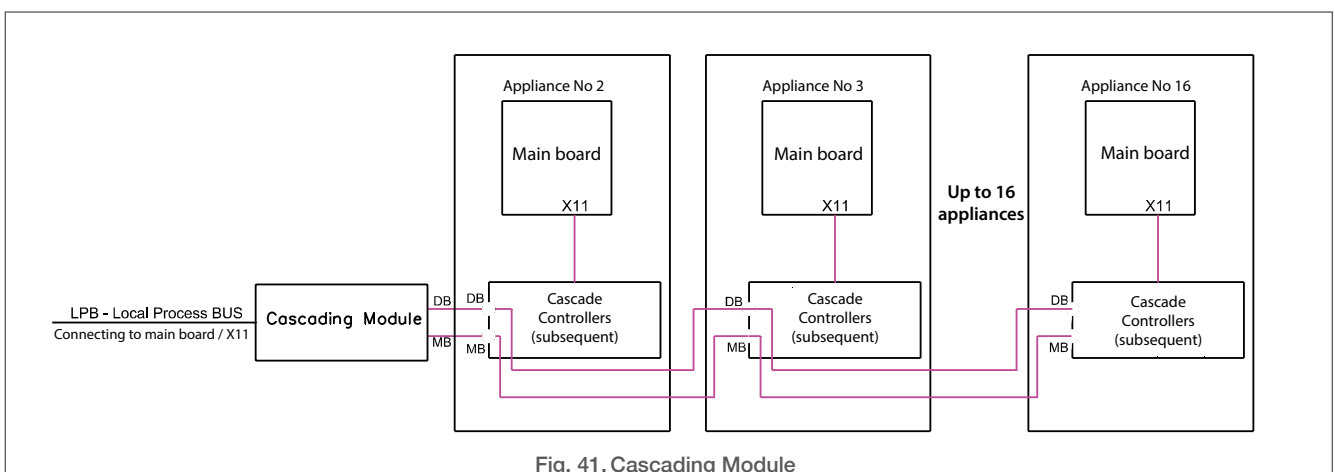 Appliance No 2
Main board
X11
Appliance No 3
Main board
X11
Up to 16
appliances
Appliance No 16
Main board
X11
LPB - Local Process BUS
Connecting to main board / X11
Cascading Module
DB
MB
DB
MB
Cascade
Controllers
(subsequent)
DB
MB
Cascade
Controllers
(subsequent)
DB
MB
Cascade
Controllers
(subsequent)
Fig. 41. Cascading Module